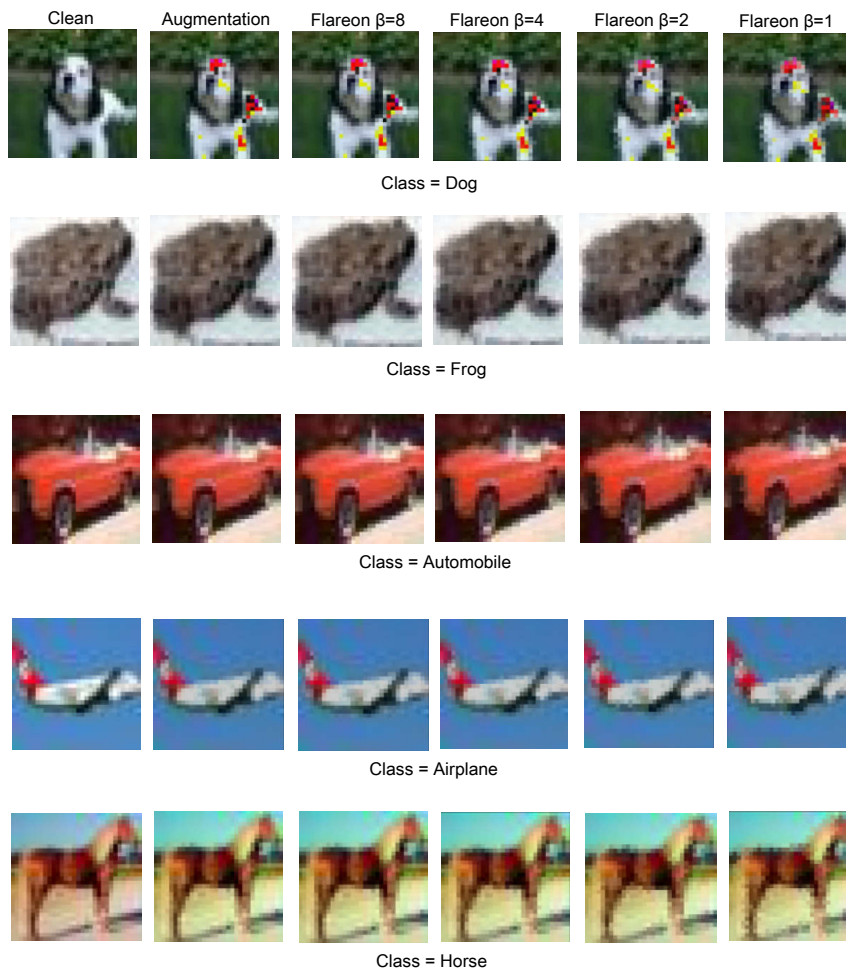 Clean Augmentation Flareon β=8 Flareon β=4 Flareon β=2 Flareon β=1
Class = Dog
Class = Frog
Class = Automobile
Class = Airplane
Class = Horse